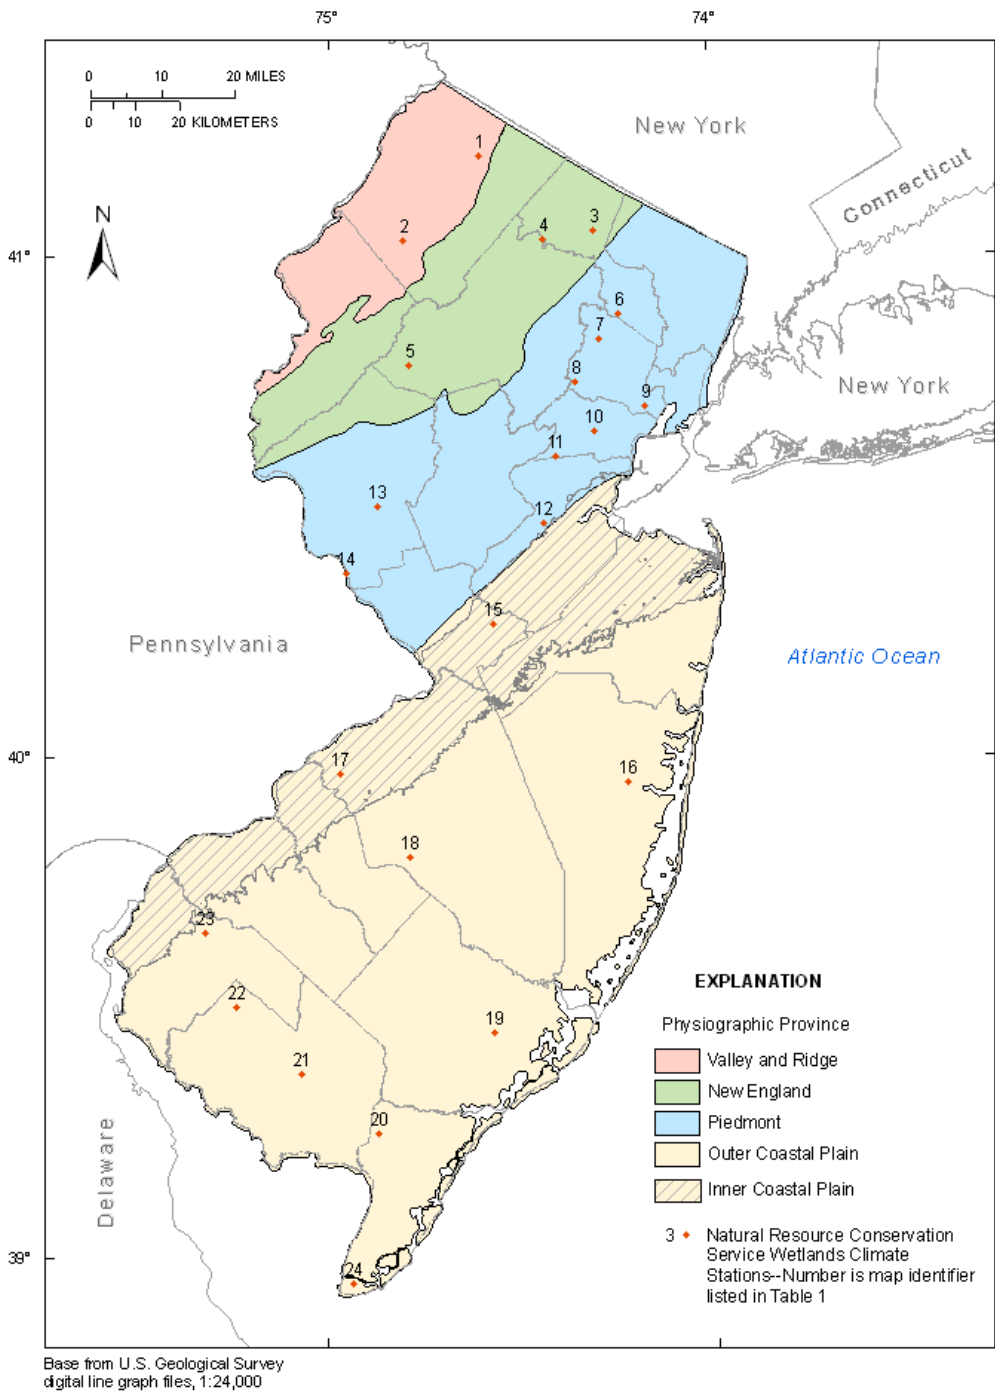 75°
74°
0 10 20 MILES
0 10 20 KILOMETERS
New York
Connecticut
N
41°
New York
1
2
3
4
5
6
7
8
9
10
11
12
13
14
15
Pennsylvania
Atlantic Ocean
40°
16
17
18
23
22
19
21
20
24
Delaware
39°
EXPLANATION
Physiographic Province
Valley and Ridge
New England
Piedmont
Outer Coastal Plain
Inner Coastal Plain
3 Natural Resource Conservation
Service Wetlands Climate
Stations--Number is map identifier
listed in Table 1
Base from U.S. Geological Survey
digital line graph files, 1:24,000